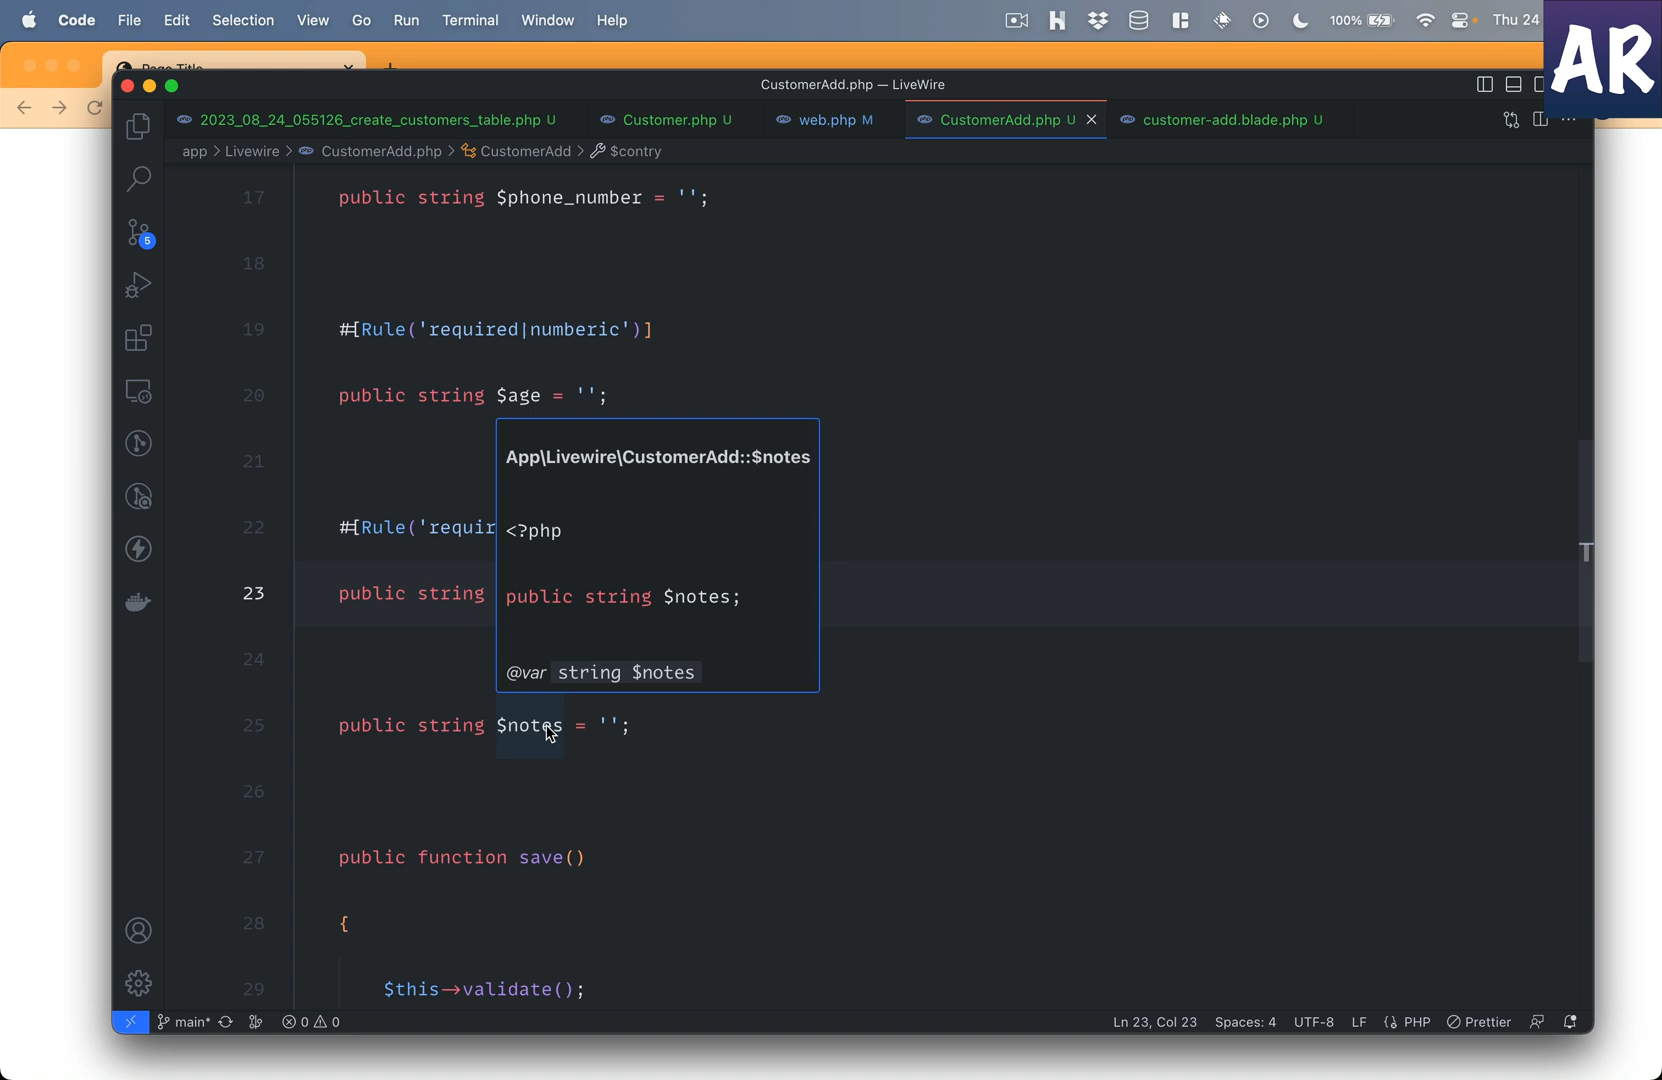 Code File Edit Selection View Go Run Terminal Window Help 100% Thu 24
AR
Page Title
CustomerAdd.php — LiveWire
2023_08_24_055126_create_customers_table.php U Customer.php U web.php M CustomerAdd.php U customer-add.blade.php U
app > Livewire > CustomerAdd.php > CustomerAdd > $contry
17 public string $phone_number = '';
18
19 #[Rule('required|numberic')]
20 public string $age = '';
21
App\Livewire\CustomerAdd::$notes
22 #[Rule('requir
<?php
23 public string
public string $notes;
24
@var string $notes
25 public string $notes = '';
26
27 public function save()
28 {
29 $this->validate();
5
main* 0 0 Ln 23, Col 23 Spaces: 4 UTF-8 LF PHP Prettier